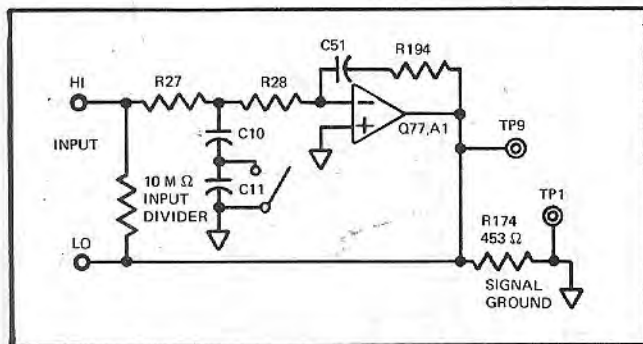 C51
R194
HI
R27
R28
−
+
Q77,A1
INPUT
C10
TP9
10 M Ω
INPUT
DIVIDER
C11
TP1
R174
453 Ω
LO
SIGNAL
GROUND